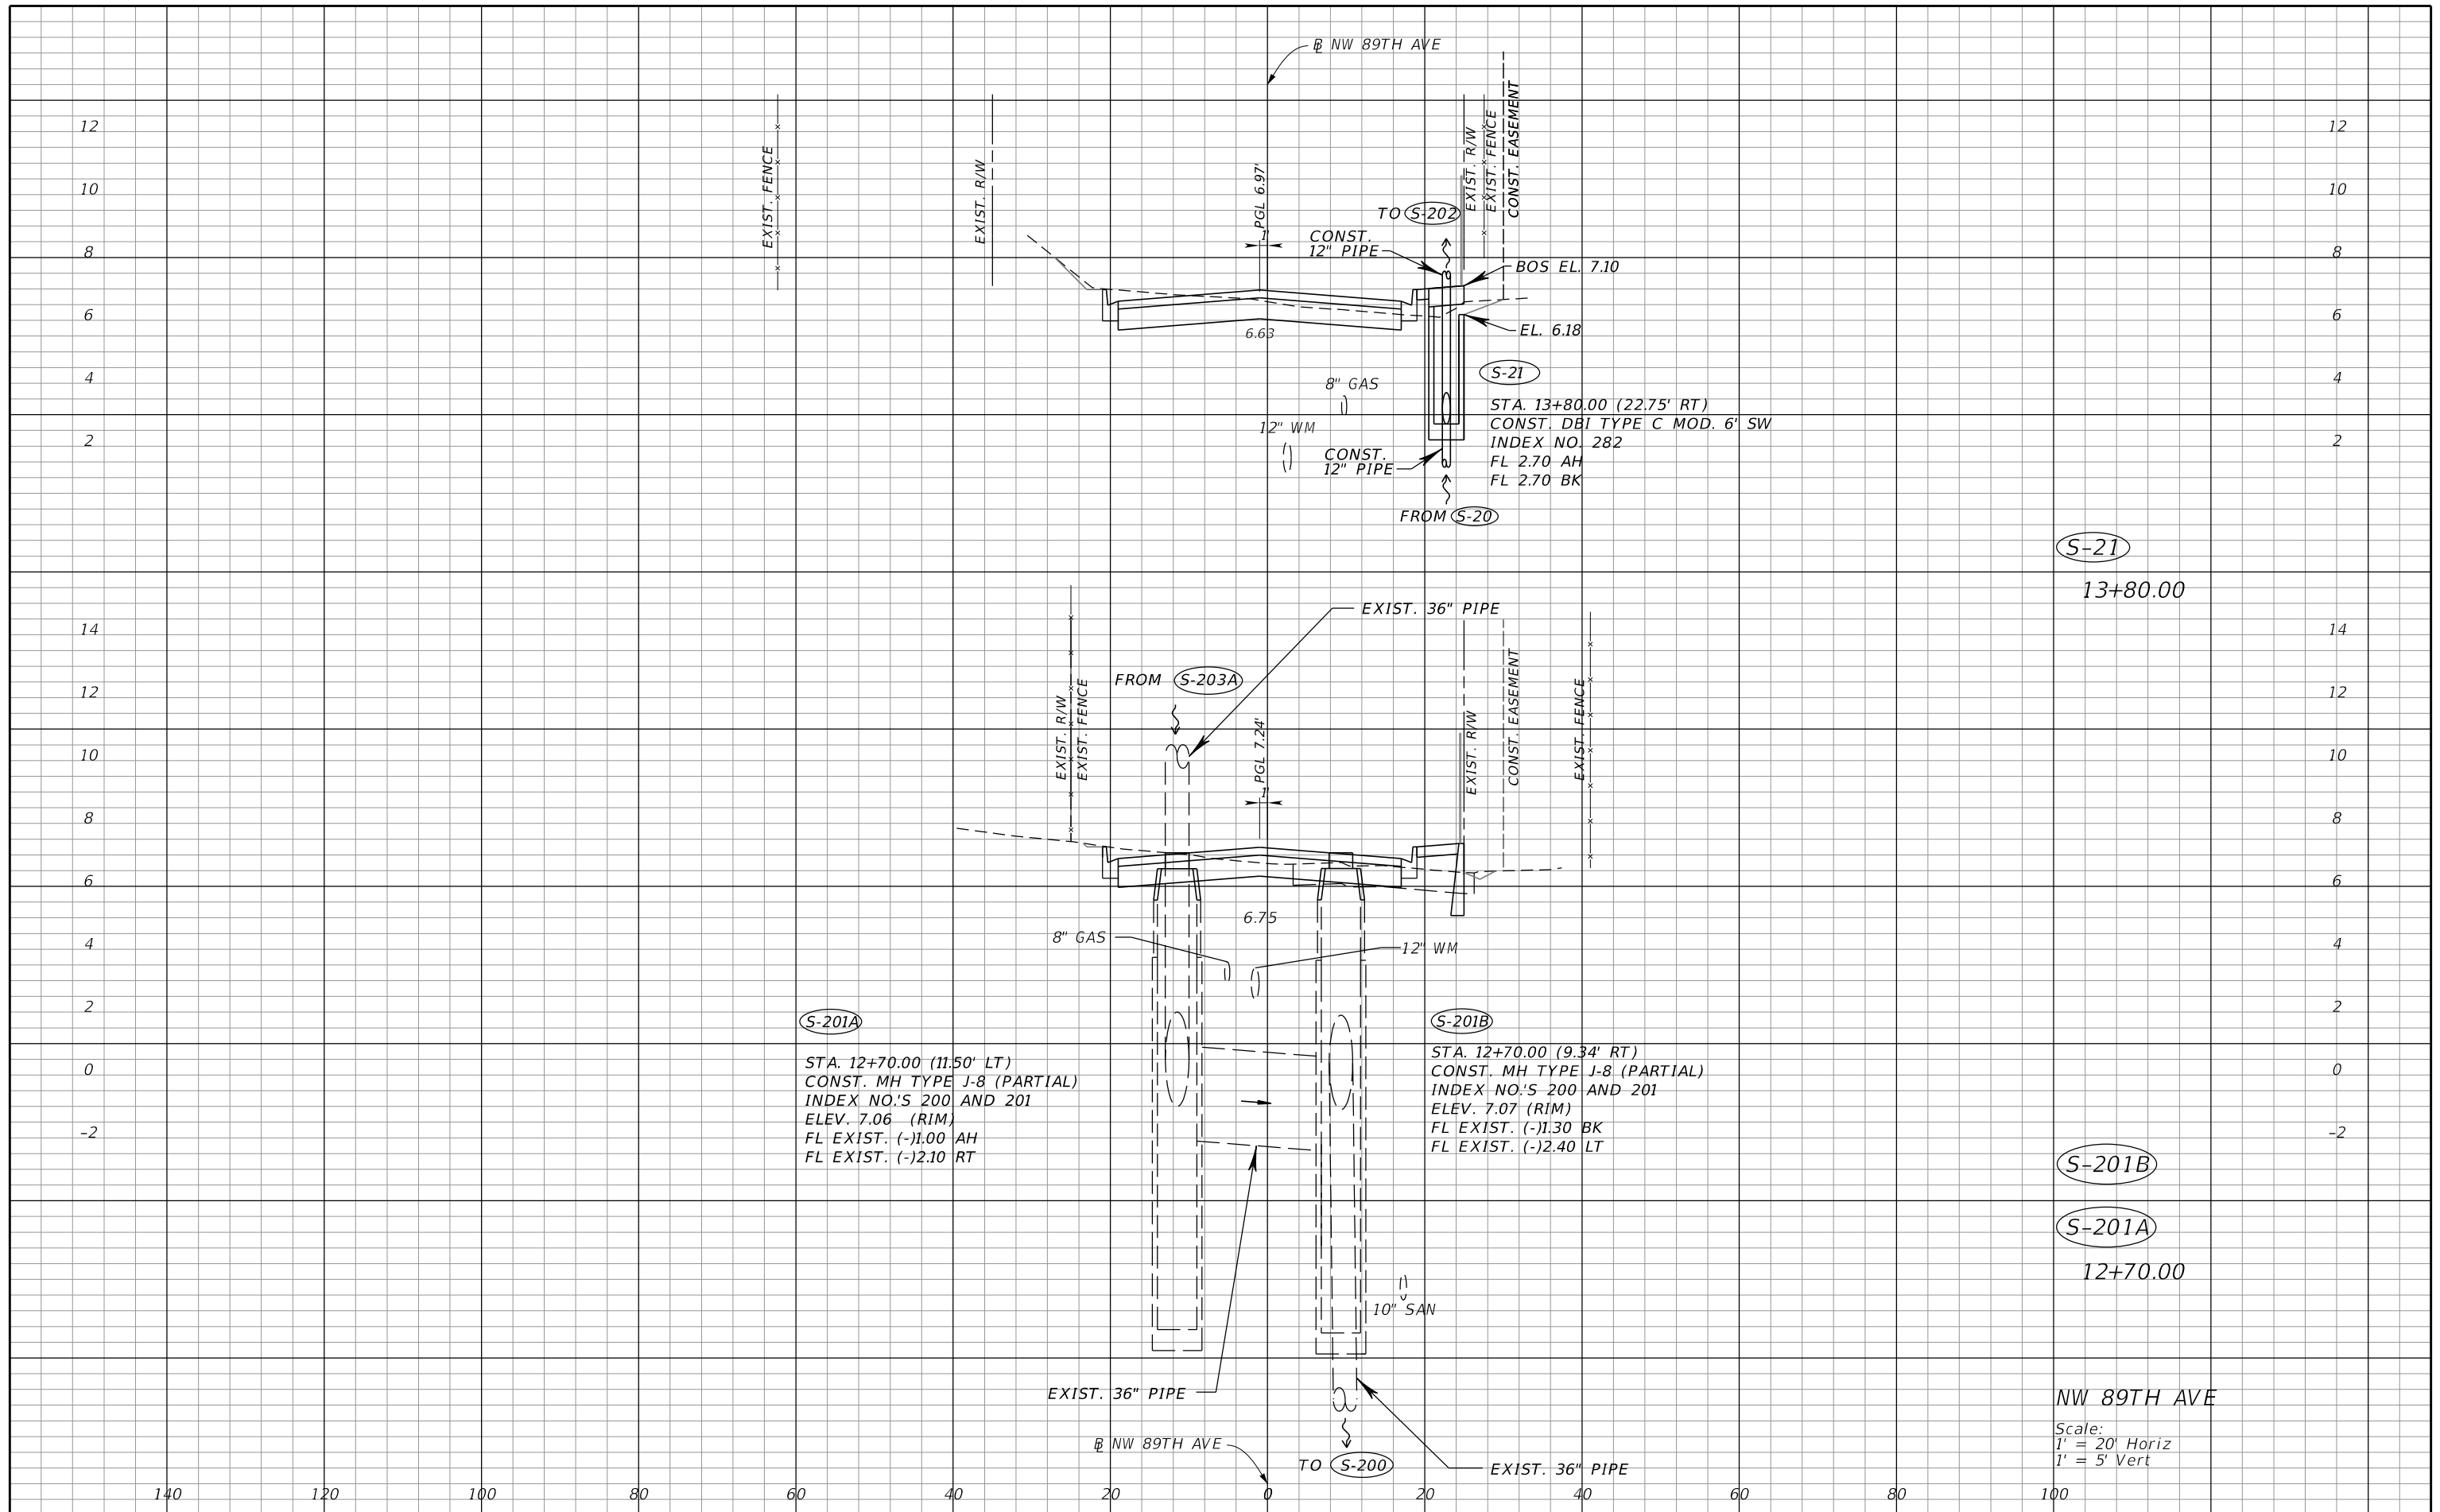 ℄ NW 89TH AVE
12
EXIST. FENCE
EXIST. R/W
PGL 6.97'
1'
EXIST. R/W
EXIST. FENCE
CONST. EASEMENT
12
10
10
TO S-202
CONST.
12" PIPE
8
8
BOS EL. 7.10
6
6
6.63
EL. 6.18
4
S-21
4
8" GAS
STA. 13+80.00 (22.75' RT)
CONST. DBI TYPE C MOD. 6' SW
INDEX NO. 282
FL 2.70 AH
FL 2.70 BK
12" WM
2
2
CONST.
12" PIPE
FROM S-20
S-21
13+80.00
EXIST. 36" PIPE
14
14
FROM S-203A
12
12
EXIST. R/W
EXIST. FENCE
PGL 7.24'
1'
EXIST. R/W
CONST. EASEMENT
EXIST. FENCE
10
10
8
8
6
6
6.75
8" GAS
12" WM
4
4
2
2
S-201A
STA. 12+70.00 (11.50' LT)
CONST. MH TYPE J-8 (PARTIAL)
INDEX NO.'S 200 AND 201
ELEV. 7.06 (RIM)
FL EXIST. (-)1.00 AH
FL EXIST. (-)2.10 RT
S-201B
STA. 12+70.00 (9.34' RT)
CONST. MH TYPE J-8 (PARTIAL)
INDEX NO.'S 200 AND 201
ELEV. 7.07 (RIM)
FL EXIST. (-)1.30 BK
FL EXIST. (-)2.40 LT
0
0
-2
-2
S-201B
S-201A
12+70.00
10" SAN
EXIST. 36" PIPE
℄ NW 89TH AVE
TO S-200
EXIST. 36" PIPE
NW 89TH AVE
Scale:
1' = 20' Horiz
1' = 5' Vert
140 120 100 80 60 40 20 0 20 40 60 80 100